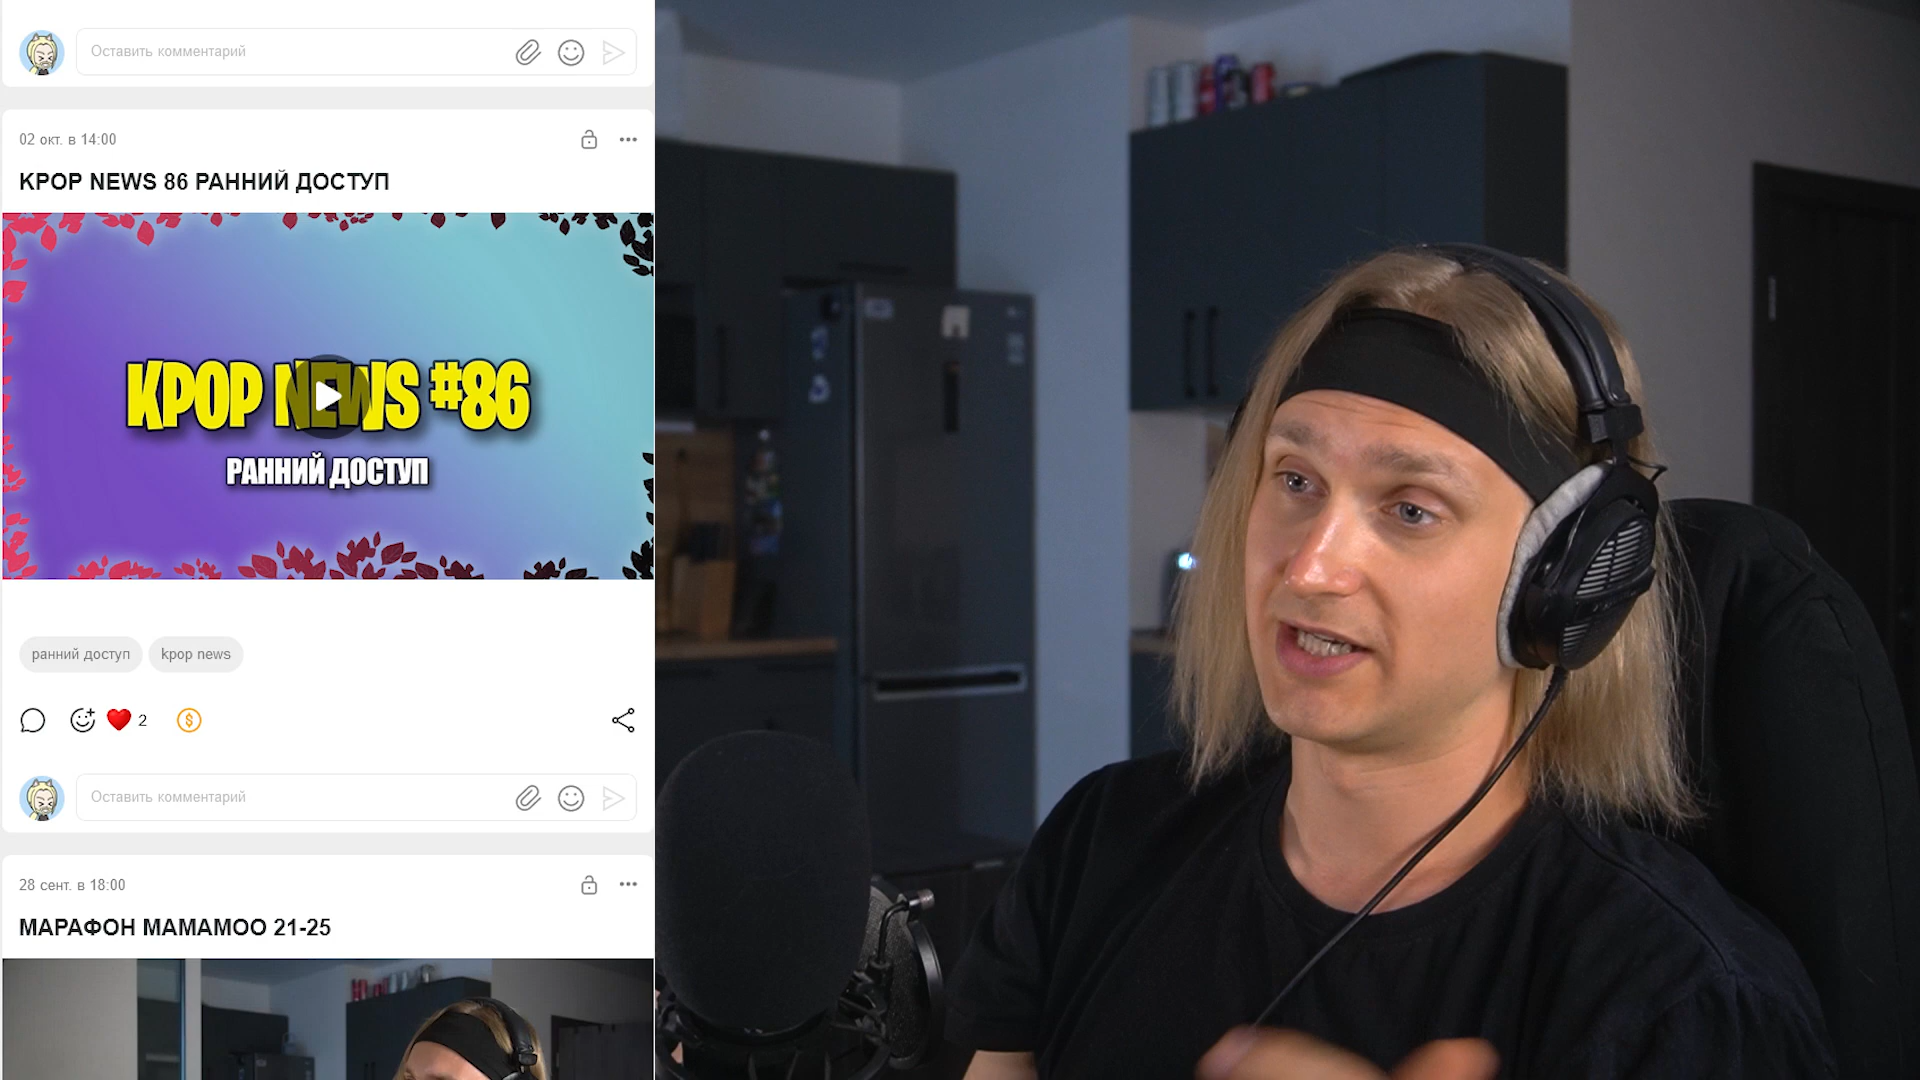 Оставить комментарий
02 окт. в 14:00
KPOP NEWS 86 РАННИЙ ДОСТУП
KPOP NEWS #86
РАННИЙ ДОСТУП
ранний доступ
kpop news
2
Оставить комментарий
28 сент. в 18:00
МАРАФОН МАМАМОО 21-25